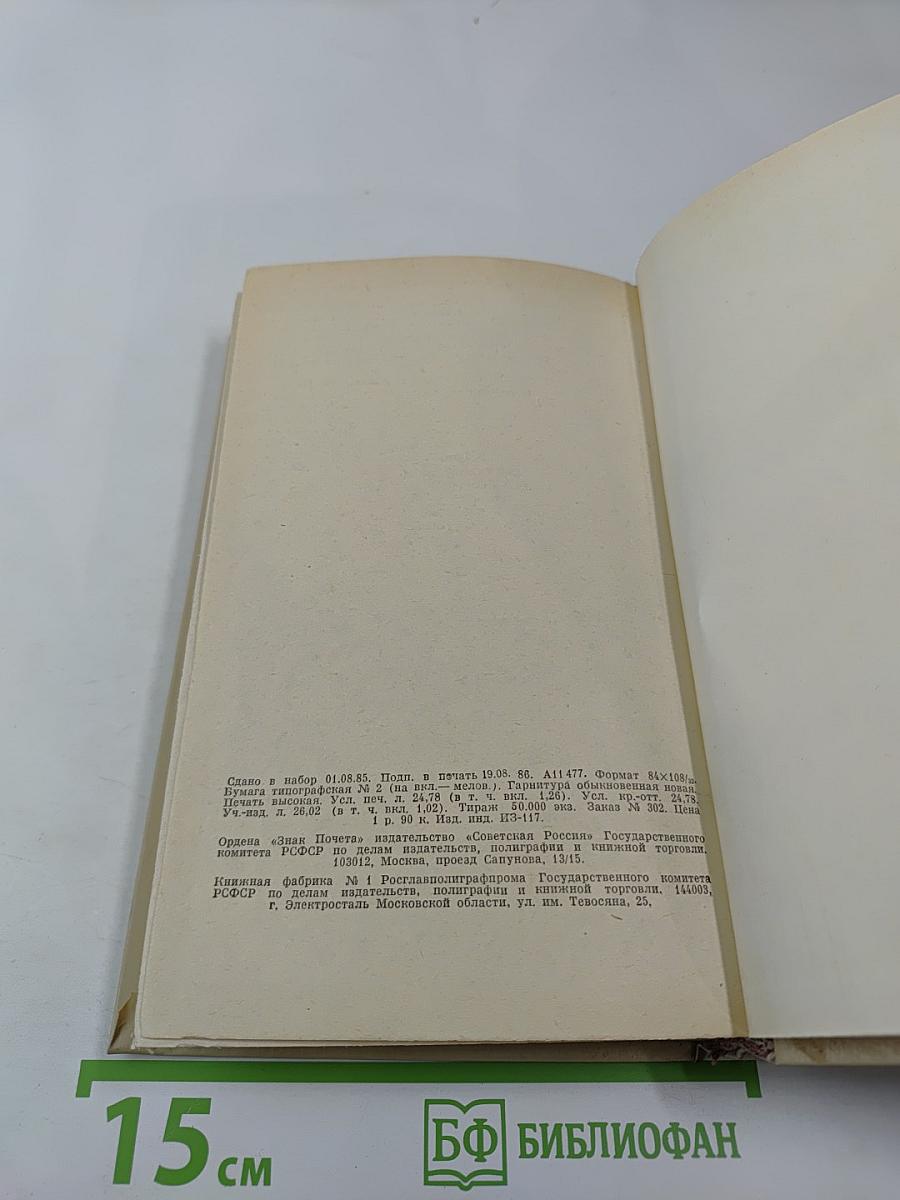 Сдано в набор 01.08.85. Подп. в печать 19.08. 86. А11477. Формат 84×108/32.
Бумага типографская № 2 (на вкл.— мелов.). Гарнитура обыкновенная новая.
Печать высокая. Усл. печ. л. 24,78 (в т. ч. вкл. 1,26). Усл. кр.-отт. 24,78.
Уч.-изд. л. 26,02 (в т. ч. вкл. 1,02). Тираж 50.000 экз. Заказ № 302. Цена
1 р. 90 к. Изд. инд. ИЗ-117.
Ордена «Знак Почета» издательство «Советская Россия» Государственного
комитета РСФСР по делам издательств, полиграфии и книжной торговли.
103012, Москва, проезд Сапунова, 13/15.
Книжная фабрика № 1 Росглавполиграфпрома Государственного комитета
РСФСР по делам издательств, полиграфии и книжной торговли. 144003,
г. Электросталь Московской области, ул. им. Тевосяна, 25.
15 см
БФ БИБЛИОФАН